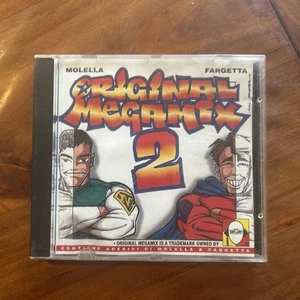 MOLELLA FARGETTA
ORIGINAL
MEGAMIX
2
• ORIGINAL MEGAMIX IS A TRADEMARK OWNED BY
CONTIENE ADESIVI DI MOLELLA & FARGETTA